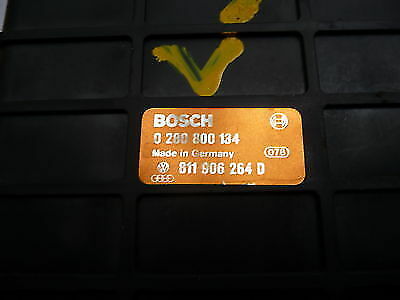 BOSCH
0 280 800 134
Made in Germany
078
811 906 264 D